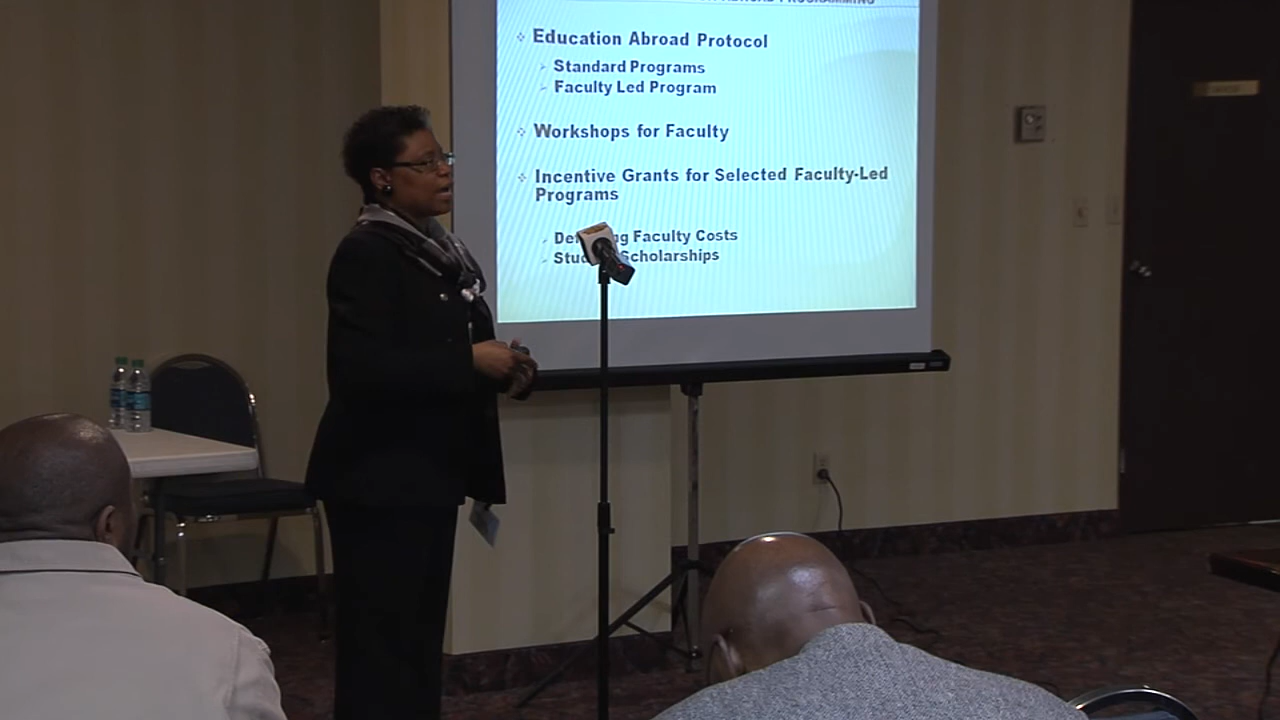 PROGRAMMING
Education Abroad Protocol
Standard Programs
Faculty Led Program
Workshops for Faculty
Incentive Grants for Selected Faculty-Led
Programs
Faculty Costs
Scholarships